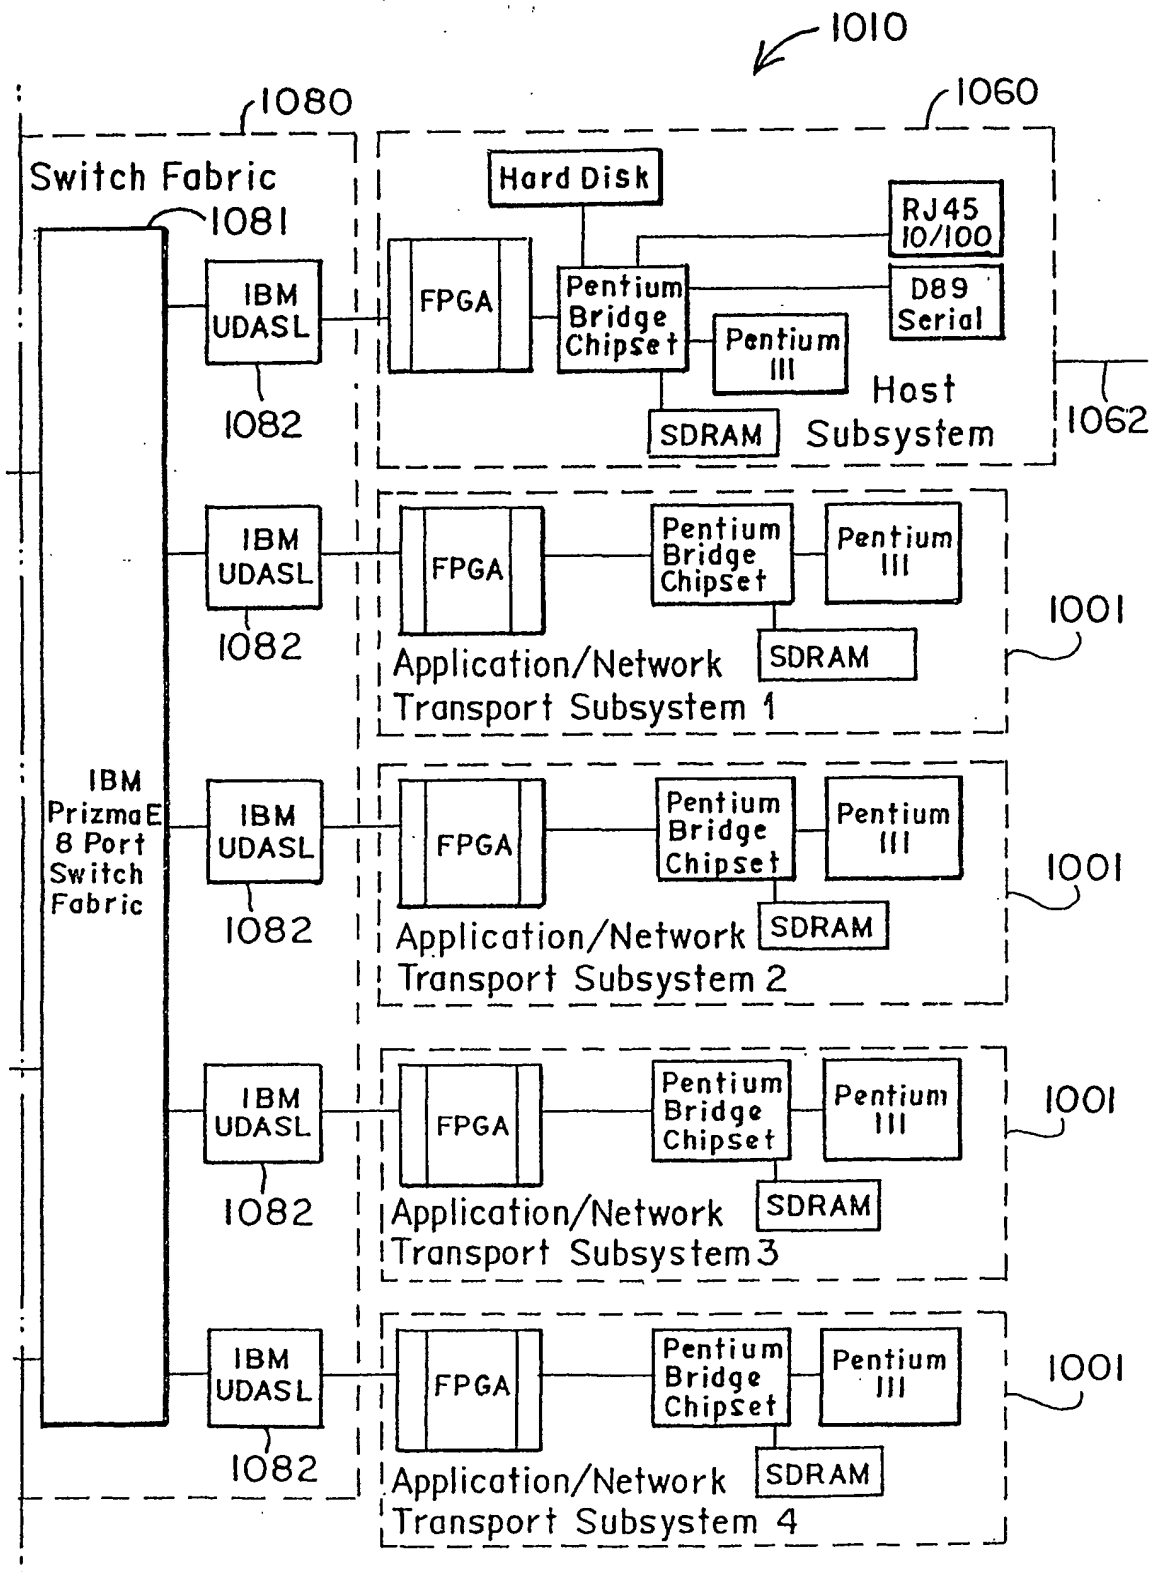 1010
1080
1060
Switch Fabric
1081
Hard Disk
RJ45
10/100
IBM
UDASL
FPGA
Pentium
Bridge
Chipset
D89
Serial
Pentium
III
1082
SDRAM
Host
Subsystem
1062
IBM
UDASL
1082
FPGA
Pentium
Bridge
Chipset
Pentium
III
SDRAM
1001
Application/Network
Transport Subsystem 1
IBM
PrizmaE
8 Port
Switch
Fabric
IBM
UDASL
1082
FPGA
Pentium
Bridge
Chipset
Pentium
III
SDRAM
1001
Application/Network
Transport Subsystem 2
IBM
UDASL
1082
FPGA
Pentium
Bridge
Chipset
Pentium
III
SDRAM
1001
Application/Network
Transport Subsystem 3
IBM
UDASL
1082
FPGA
Pentium
Bridge
Chipset
Pentium
III
SDRAM
1001
Application/Network
Transport Subsystem 4